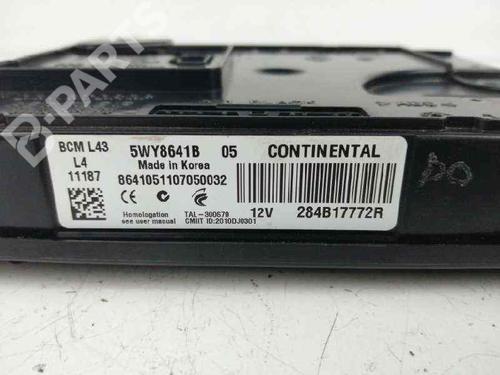 B-PARTS
BCM L43
L4
11187
5WY8641B 05 CONTINENTAL
Made in Korea
8641051107050032
Homologation
see user manual
TAL-300679
CMIIT ID:2010DJ0301
12V 284B17772R